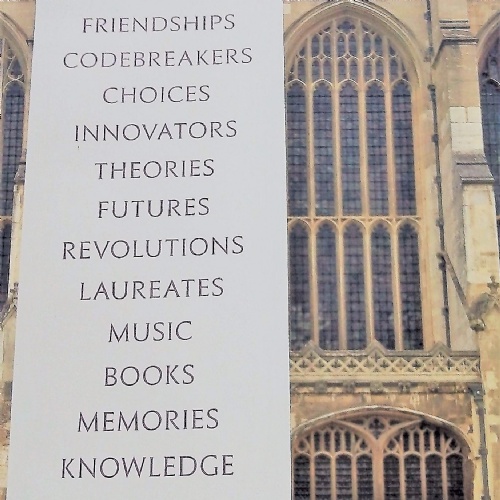 FRIENDSHIPS
CODEBREAKERS
CHOICES
INNOVATORS
THEORIES
FUTURES
REVOLUTIONS
LAUREATES
MUSIC
BOOKS
MEMORIES
KNOWLEDGE